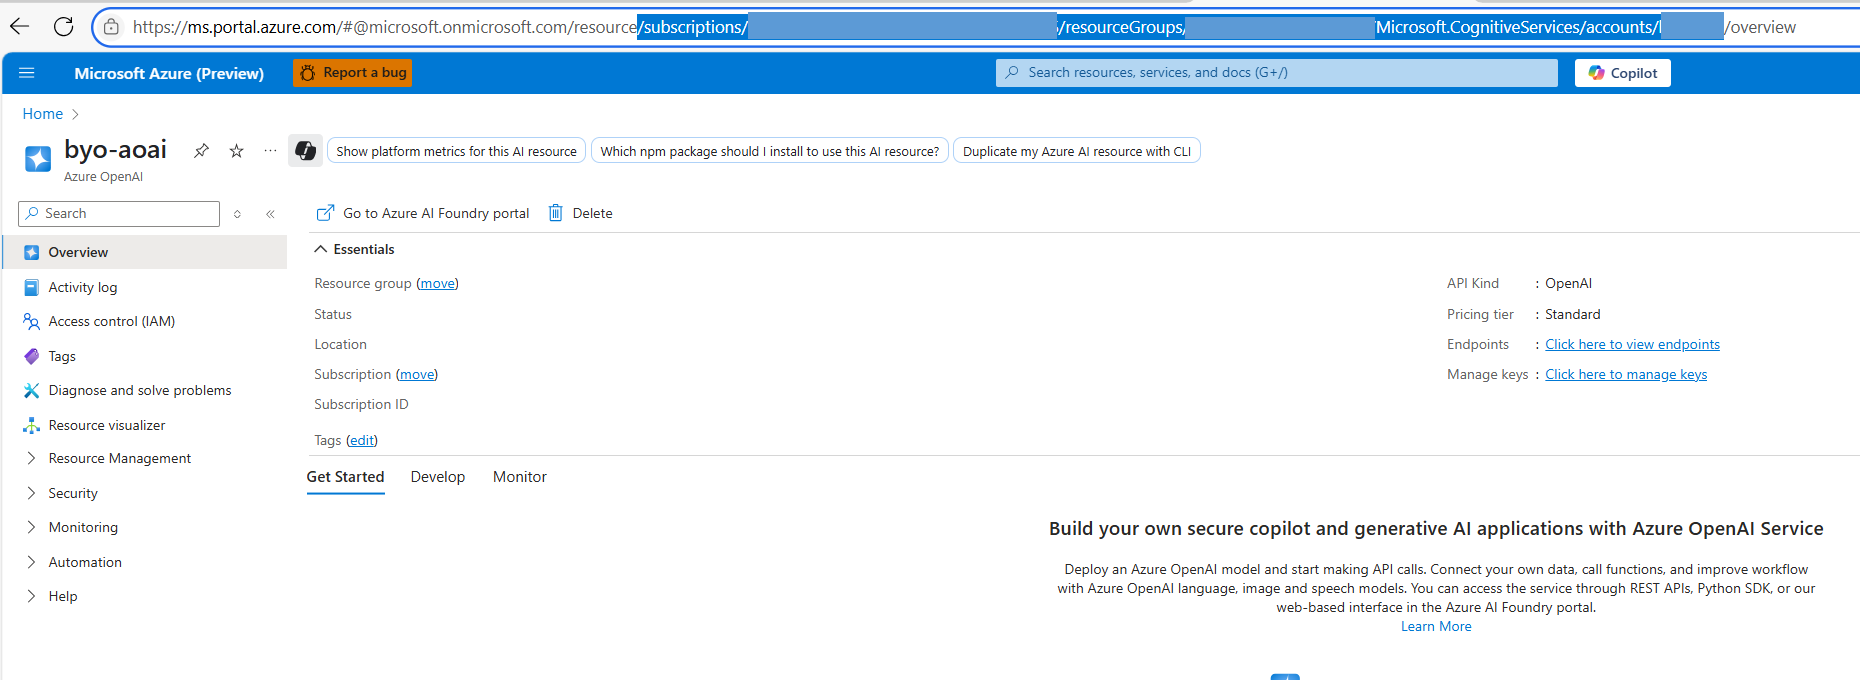 https://ms.portal.azure.com/#@microsoft.onmicrosoft.com/resource/subscriptions/ /resourceGroups/ Microsoft.CognitiveServices/accounts/ /overview
Microsoft Azure (Preview)
Report a bug
Search resources, services, and docs (G+/)
Copilot
Home
byo-aoai
Azure OpenAI
Show platform metrics for this AI resource
Which npm package should I install to use this AI resource?
Duplicate my Azure AI resource with CLI
Search
Go to Azure AI Foundry portal
Delete
Overview
Activity log
Access control (IAM)
Tags
Diagnose and solve problems
Resource visualizer
Resource Management
Security
Monitoring
Automation
Help
Essentials
Resource group (move)
Status
Location
Subscription (move)
Subscription ID
Tags (edit)
API Kind : OpenAI
Pricing tier : Standard
Endpoints : Click here to view endpoints
Manage keys : Click here to manage keys
Get Started Develop Monitor
Build your own secure copilot and generative AI applications with Azure OpenAI Service
Deploy an Azure OpenAI model and start making API calls. Connect your own data, call functions, and improve workflow
with Azure OpenAI language, image and speech models. You can access the service through REST APIs, Python SDK, or our
web-based interface in the Azure AI Foundry portal.
Learn More